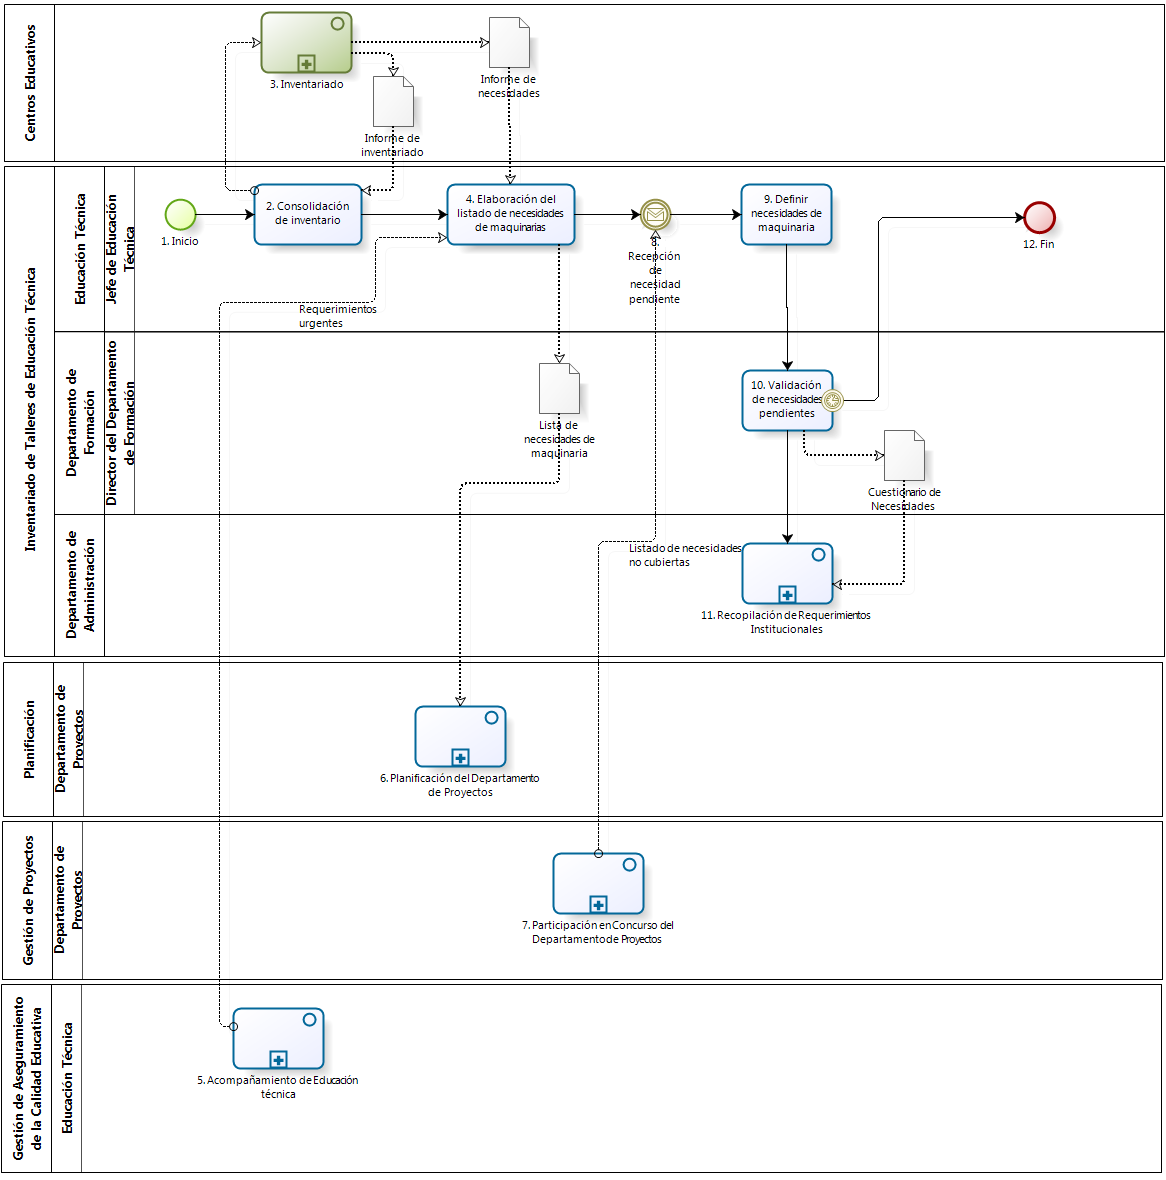 Centros Educativos
3. Inventariado
Informe de
necesidades
Informe de
inventariado
Inventariado de Talleres de Educación Técnica
Educación Técnica
Jefe de Educación
Técnica
1. Inicio
2. Consolidación
de inventario
4. Elaboración del
listado de necesidades
de maquinarias
8.
Recepción
de
necesidad
pendiente
9. Definir
necesidades de
maquinaria
12. Fin
Requerimientos
urgentes
Departamento de
Formación
Director del Departamento
de Formación
Lista de
necesidades de
maquinaria
10. Validación
de necesidades
pendientes
Cuestionario de
Necesidades
Departamento de
Administración
Listado de necesidades
no cubiertas
11. Recopilación de Requerimientos
Institucionales
Planificación
Departamento de
Proyectos
6. Planificación del Departamento
de Proyectos
Gestión de Proyectos
Departamento de
Proyectos
7. Participación en Concurso del
Departamento de Proyectos
Gestión de Aseguramiento
de la Calidad Educativa
Educación Técnica
5. Acompañamiento de Educación
técnica